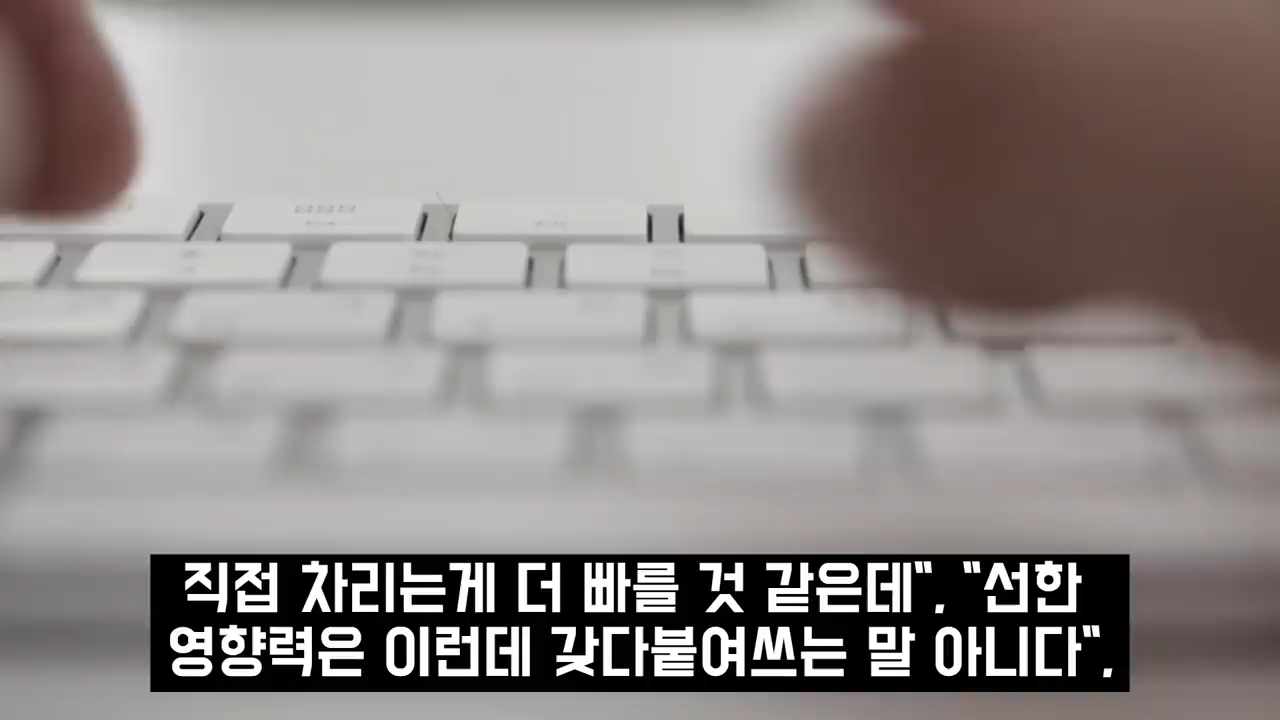 직접 차리는게 더 빠를 것 같은데", "선한
영향력은 이런데 갖다붙여쓰는 말 아니다",